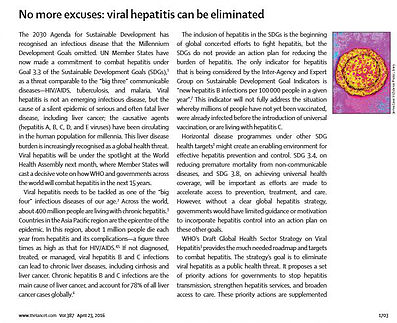 No more excuses: viral hepatitis can be eliminated
The 2030 Agenda for Sustainable Development has
recognised an infectious disease that the Millennium
Development Goals omitted. UN Member States have
now made a commitment to combat hepatitis under
Goal 3.3 of the Sustainable Development Goals (SDGs),¹
as a threat comparable to the "big three" communicable
diseases—HIV/AIDS, tuberculosis, and malaria. Viral
hepatitis is not an emerging infectious disease, but the
cause of a silent epidemic of serious and often fatal liver
disease, including liver cancer; the causative agents
(hepatitis A, B, C, D, and E viruses) have been circulating
in the human population for millennia. This liver disease
burden is increasingly recognised as a global health threat.
Viral hepatitis will be under the spotlight at the World
Health Assembly next month, where Member States will
cast a decisive vote on how WHO and governments across
the world will combat hepatitis in the next 15 years.
Viral hepatitis needs to be tackled as one of the "big
four" infectious diseases of our age.² Across the world,
about 400 million people are living with chronic hepatitis.³
Countries in the Asia Pacific region are the epicentre of the
epidemic. In this region, about 1 million people die each
year from hepatitis and its complications—a figure three
times as high as that for HIV/AIDS. If not diagnosed,
treated, or managed, viral hepatitis B and C infections
can lead to chronic liver diseases, including cirrhosis and
liver cancer. Chronic hepatitis B and C infections are the
main cause of liver cancer, and account for 78% of all liver
cancer cases globally.⁶
The inclusion of hepatitis in the SDGs is the beginning
of global concerted efforts to fight hepatitis, but the
SDGs do not provide an action plan for reducing the
burden of hepatitis. The only indicator for hepatitis
that is being considered by the Inter-Agency and Expert
Group on Sustainable Development Goal Indicators is
"new hepatitis B infections per 100 000 people in a given
year".⁷ This indicator will not fully address the situation
whereby millions of people have not yet been vaccinated,
were already infected before the introduction of universal
vaccination, or are living with hepatitis C.
Horizontal disease programmes under other SDG
health targets¹ might create an enabling environment for
effective hepatitis prevention and control. SDG 3.4, on
reducing premature mortality from non-communicable
diseases, and SDG 3.8, on achieving universal health
coverage, will be important as efforts are made to
accelerate access to prevention, treatment, and care.
However, without a clear global hepatitis strategy,
governments would have limited guidance or motivation
to incorporate hepatitis control into an action plan on
these other goals.
WHO's Draft Global Health Sector Strategy on Viral
Hepatitis³ provides the much needed roadmap and targets
to combat hepatitis. The strategy's goal is to eliminate
viral hepatitis as a public health threat. It proposes a set
of priority actions for governments to stop hepatitis
transmission, strengthen hepatitis services, and broaden
access to care. These priority actions are supplemented
www.thelancet.com Vol 387 April 23, 2016
1703